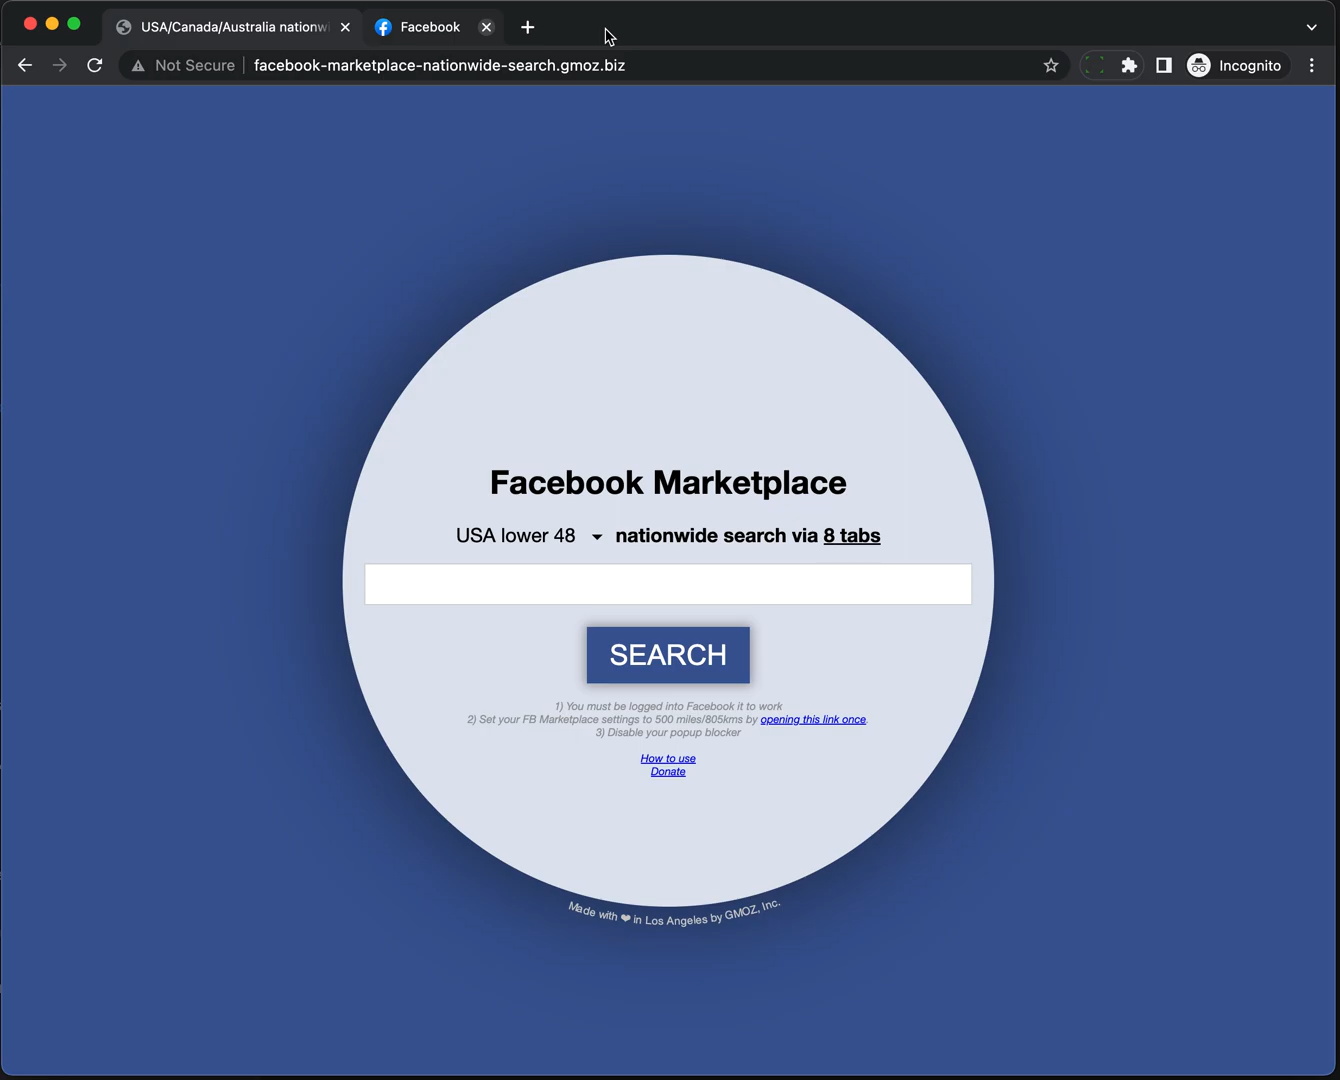 USA/Canada/Australia nationwi
Facebook
Not Secure
facebook-marketplace-nationwide-search.gmoz.biz
Incognito
Facebook Marketplace
USA lower 48 nationwide search via 8 tabs
SEARCH
1) You must be logged into Facebook it to work
2) Set your FB Marketplace settings to 500 miles/805kms by opening this link once.
3) Disable your popup blocker
How to use
Donate
Made with ❤ in Los Angeles by GMOZ, Inc.